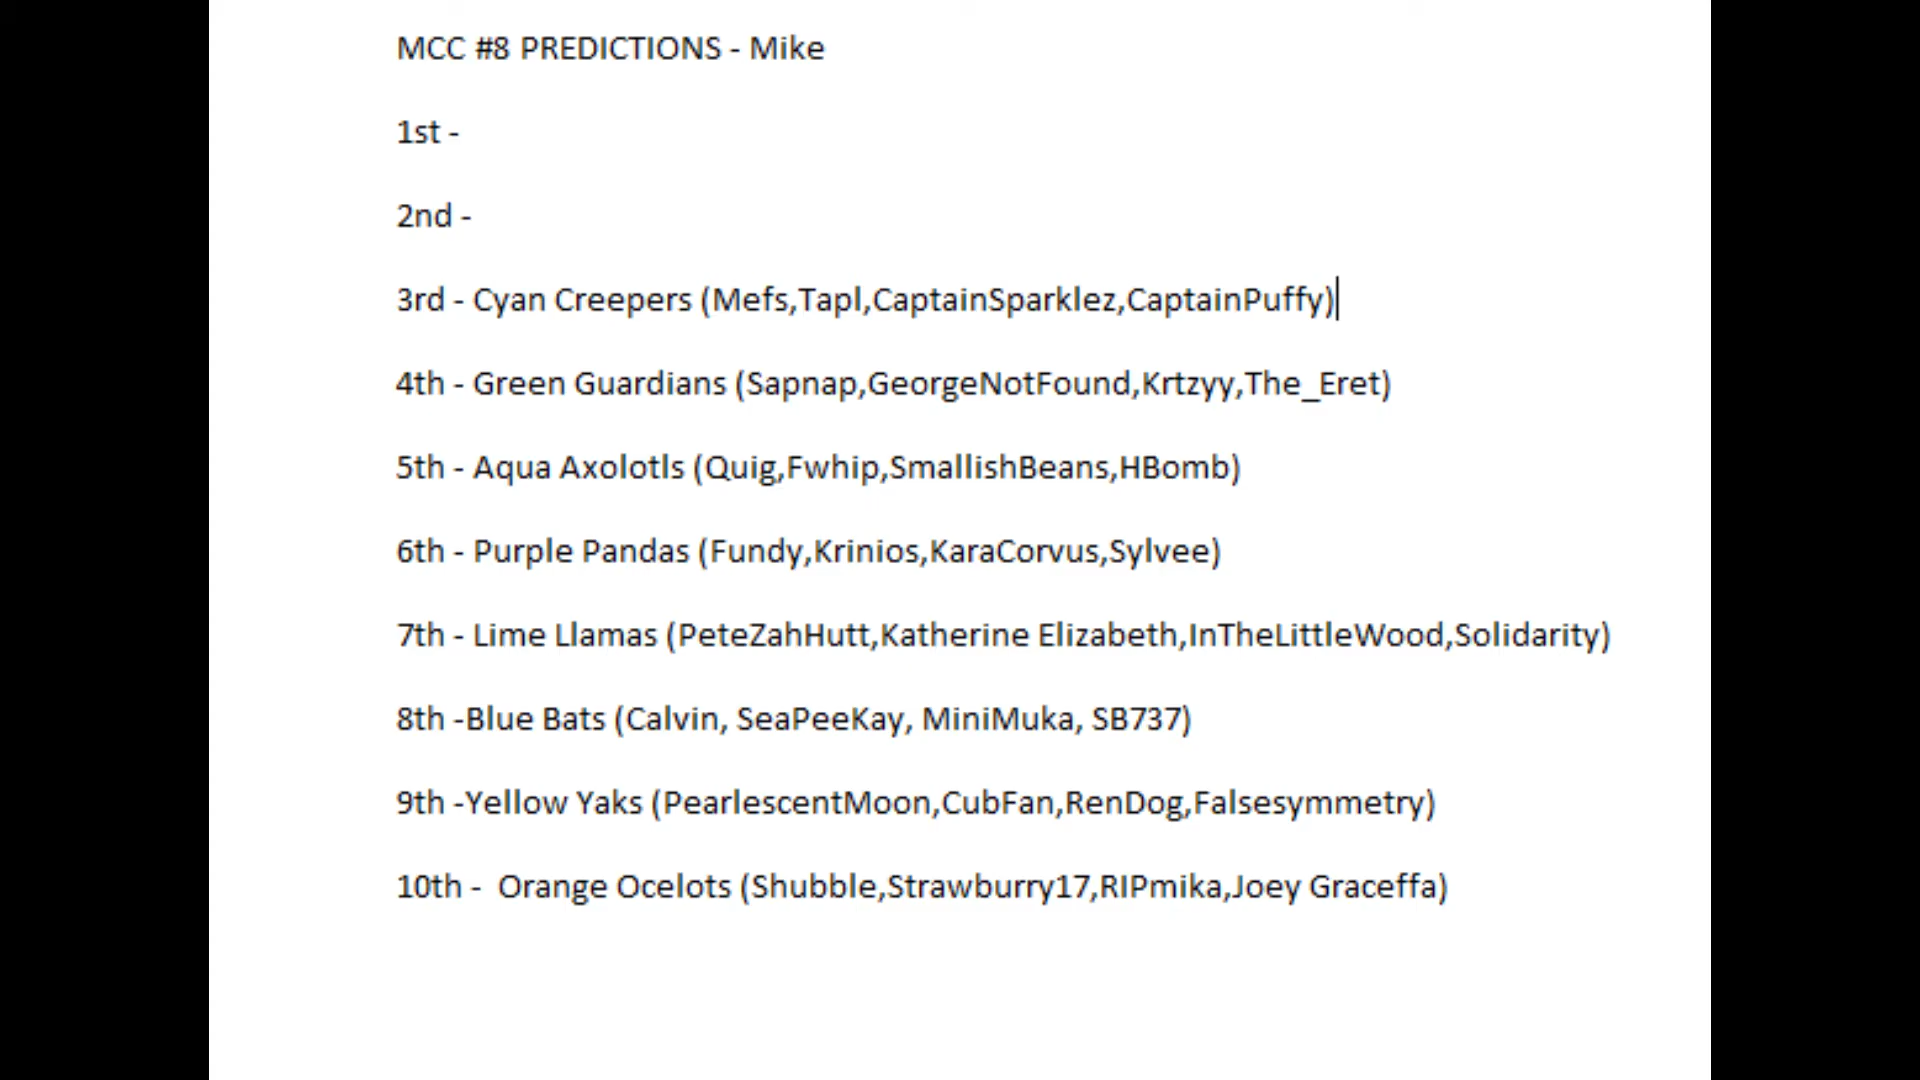 MCC #8 PREDICTIONS - Mike
1st -
2nd -
3rd - Cyan Creepers (Mefs,Tapl,CaptainSparklez,CaptainPuffy)
4th - Green Guardians (Sapnap,GeorgeNotFound,Krtzyy,The_Eret)
5th - Aqua Axolotls (Quig,Fwhip,SmallishBeans,HBomb)
6th - Purple Pandas (Fundy,Krinios,KaraCorvus,Sylvee)
7th - Lime Llamas (PeteZahHutt,Katherine Elizabeth,InTheLittleWood,Solidarity)
8th -Blue Bats (Calvin, SeaPeeKay, MiniMuka, SB737)
9th -Yellow Yaks (PearlescentMoon,CubFan,RenDog,Falsesymmetry)
10th -  Orange Ocelots (Shubble,Strawburry17,RIPmika,Joey Graceffa)